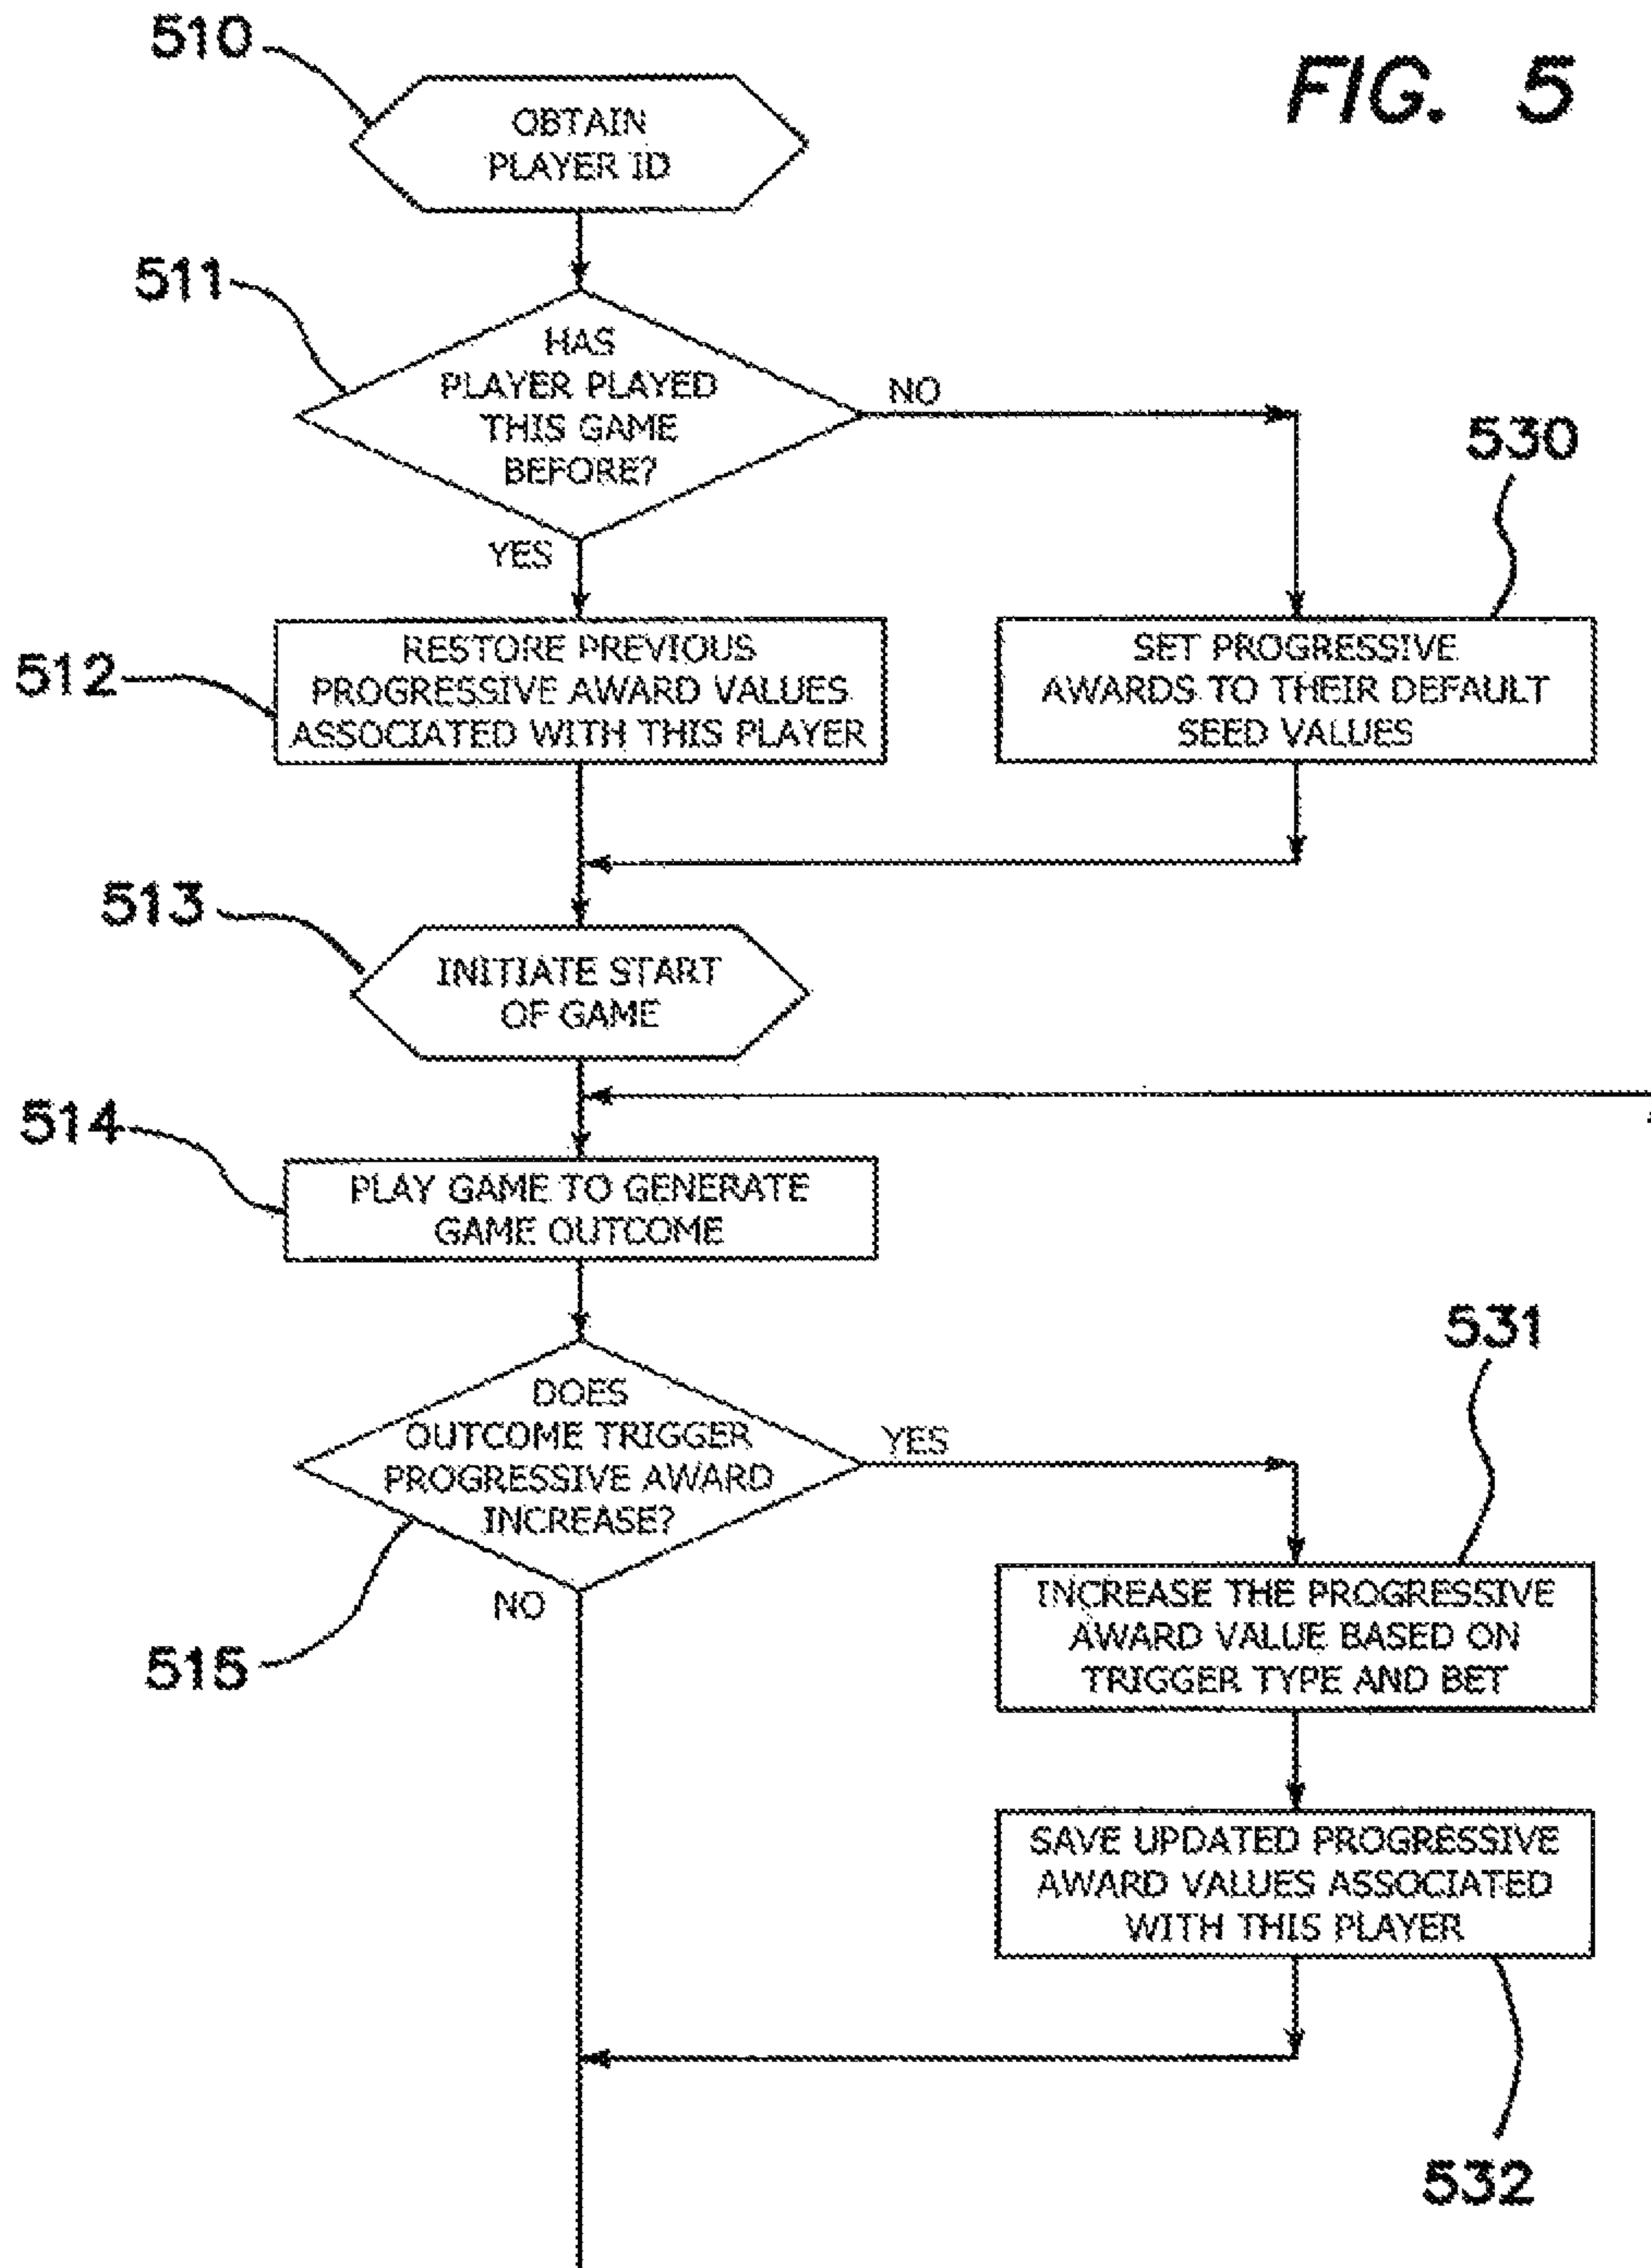 FIG. 5
510
OBTAIN
PLAYER ID
511
HAS
PLAYER PLAYED
THIS GAME
BEFORE?
NO
YES
530
512
RESTORE PREVIOUS
PROGRESSIVE AWARD VALUES
ASSOCIATED WITH THIS PLAYER
SET PROGRESSIVE
AWARDS TO THEIR DEFAULT
SEED VALUES
513
INITIATE START
OF GAME
514
PLAY GAME TO GENERATE
GAME OUTCOME
DOES
OUTCOME TRIGGER
PROGRESSIVE AWARD
INCREASE?
YES
NO
515
531
INCREASE THE PROGRESSIVE
AWARD VALUE BASED ON
TRIGGER TYPE AND BET
SAVE UPDATED PROGRESSIVE
AWARD VALUES ASSOCIATED
WITH THIS PLAYER
532